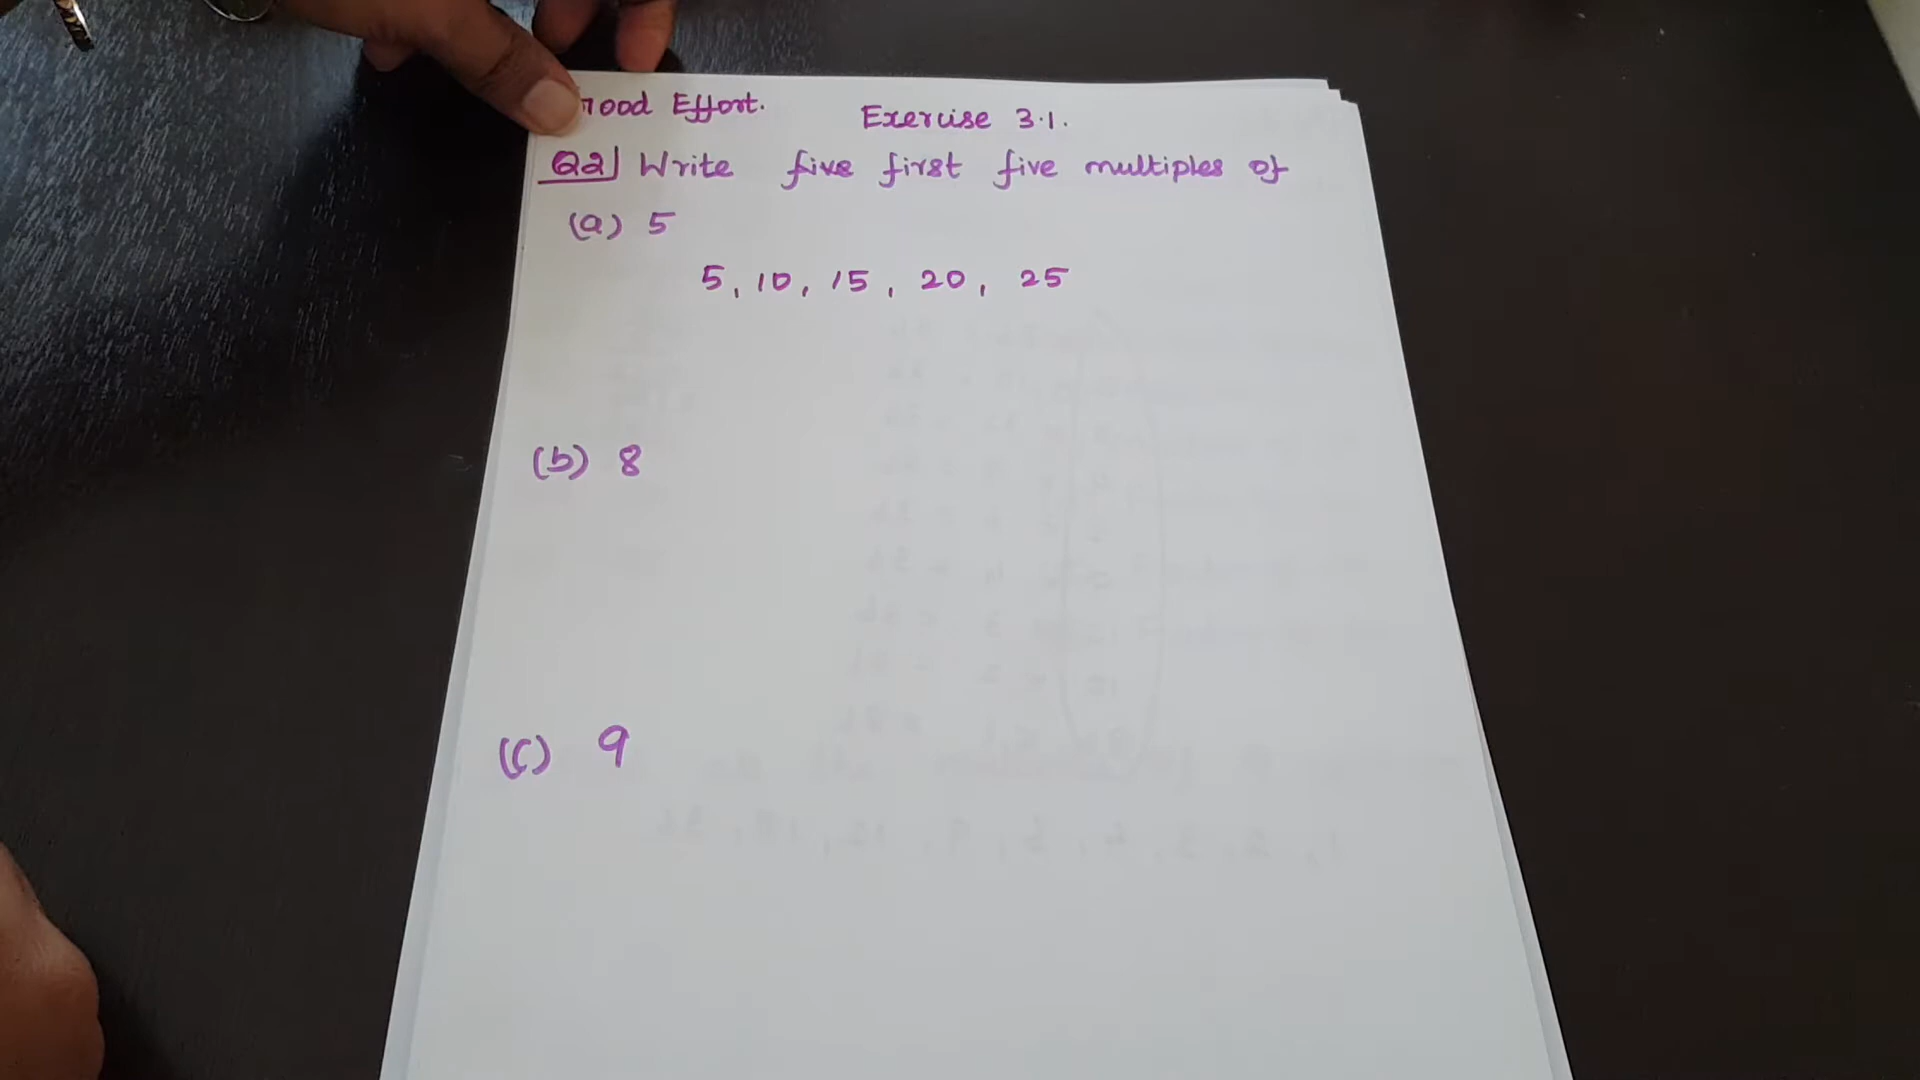 Effort. Exercise 3.1.
Q2] Write five first five multiples of
(a) 5
5, 10, 15, 20, 25
(b) 8
(c) 9